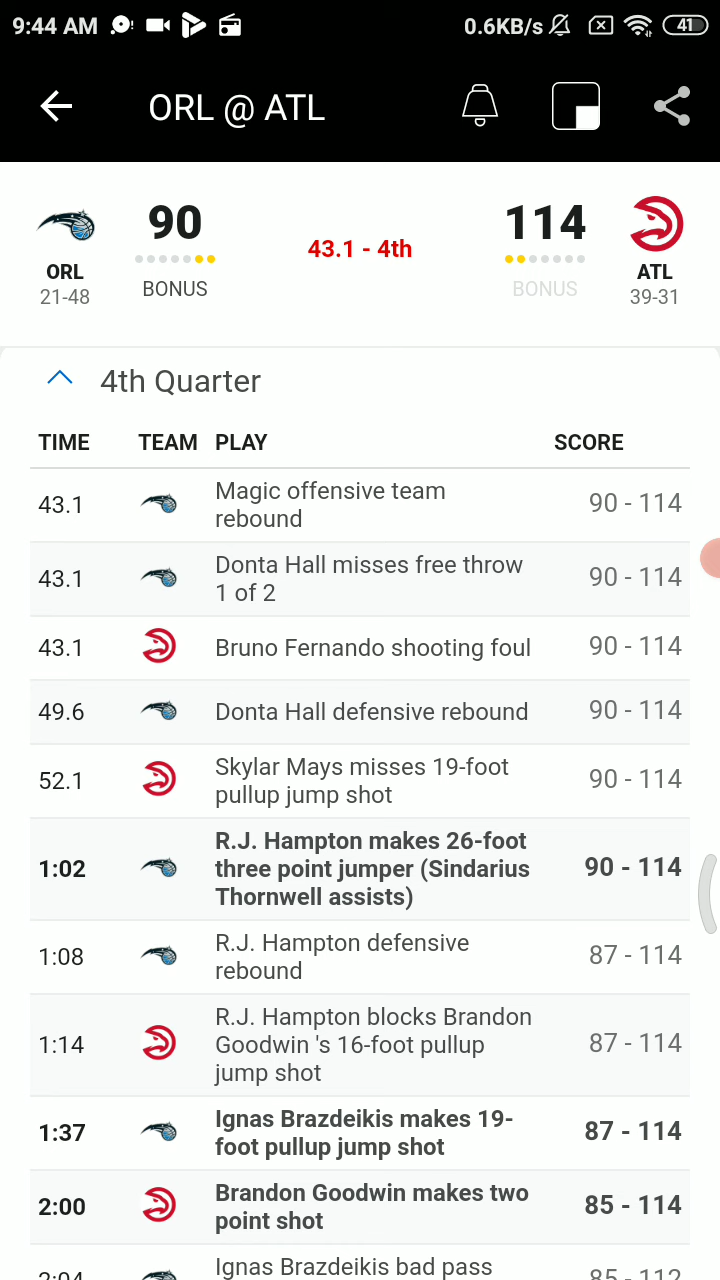 9:44 AM 0.6KB/s 41
ORL @ ATL
90 114
43.1 - 4th
ORL BONUS BONUS ATL
21-48 39-31
4th Quarter
TIME TEAM PLAY SCORE
43.1 Magic offensive team rebound 90 - 114
43.1 Donta Hall misses free throw 1 of 2 90 - 114
43.1 Bruno Fernando shooting foul 90 - 114
49.6 Donta Hall defensive rebound 90 - 114
52.1 Skylar Mays misses 19-foot pullup jump shot 90 - 114
1:02 R.J. Hampton makes 26-foot three point jumper (Sindarius Thornwell assists) 90 - 114
1:08 R.J. Hampton defensive rebound 87 - 114
1:14 R.J. Hampton blocks Brandon Goodwin 's 16-foot pullup jump shot 87 - 114
1:37 Ignas Brazdeikis makes 19-foot pullup jump shot 87 - 114
2:00 Brandon Goodwin makes two point shot 85 - 114
2:04 Ignas Brazdeikis bad pass 85 - 112